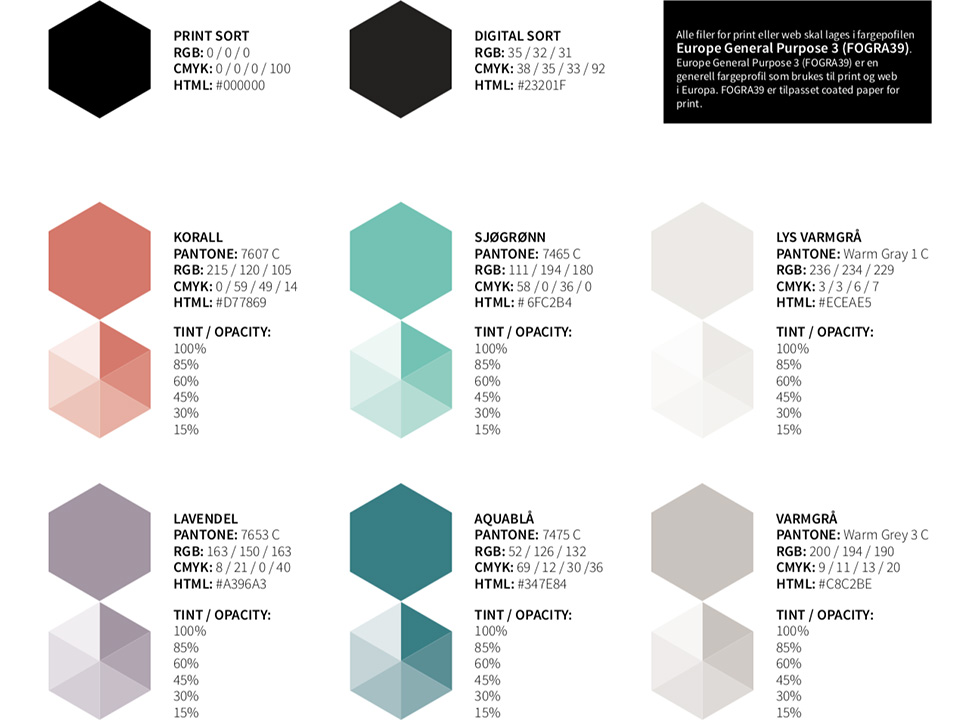 PRINT SORT
RGB: 0 / 0 / 0
CMYK: 0 / 0 / 0 / 100
HTML: #000000
DIGITAL SORT
RGB: 35 / 32 / 31
CMYK: 38 / 35 / 33 / 92
HTML: #23201F
Alle filer for print eller web skal lages i fargepofilen
Europe General Purpose 3 (FOGRA39).
Europe General Purpose 3 (FOGRA39) er en
generell fargeprofil som brukes til print og web
i Europa. FOGRA39 er tilpasset coated paper for
print.
KORALL
PANTONE: 7607 C
RGB: 215 / 120 / 105
CMYK: 0 / 59 / 49 / 14
HTML: #D77869
TINT / OPACITY:
100%
85%
60%
45%
30%
15%
SJØGRØNN
PANTONE: 7465 C
RGB: 111 / 194 / 180
CMYK: 58 / 0 / 36 / 0
HTML: # 6FC2B4
TINT / OPACITY:
100%
85%
60%
45%
30%
15%
LYS VARMGRÅ
PANTONE: Warm Gray 1 C
RGB: 236 / 234 / 229
CMYK: 3 / 3 / 6 / 7
HTML: #ECEAE5
TINT / OPACITY:
100%
85%
60%
45%
30%
15%
LAVENDEL
PANTONE: 7653 C
RGB: 163 / 150 / 163
CMYK: 8 / 21 / 0 / 40
HTML: #A396A3
TINT / OPACITY:
100%
85%
60%
45%
30%
15%
AQUABLÅ
PANTONE: 7475 C
RGB: 52 / 126 / 132
CMYK: 69 / 12 / 30 /36
HTML: #347E84
TINT / OPACITY:
100%
85%
60%
45%
30%
15%
VARMGRÅ
PANTONE: Warm Grey 3 C
RGB: 200 / 194 / 190
CMYK: 9 / 11 / 13 / 20
HTML: #C8C2BE
TINT / OPACITY:
100%
85%
60%
45%
30%
15%